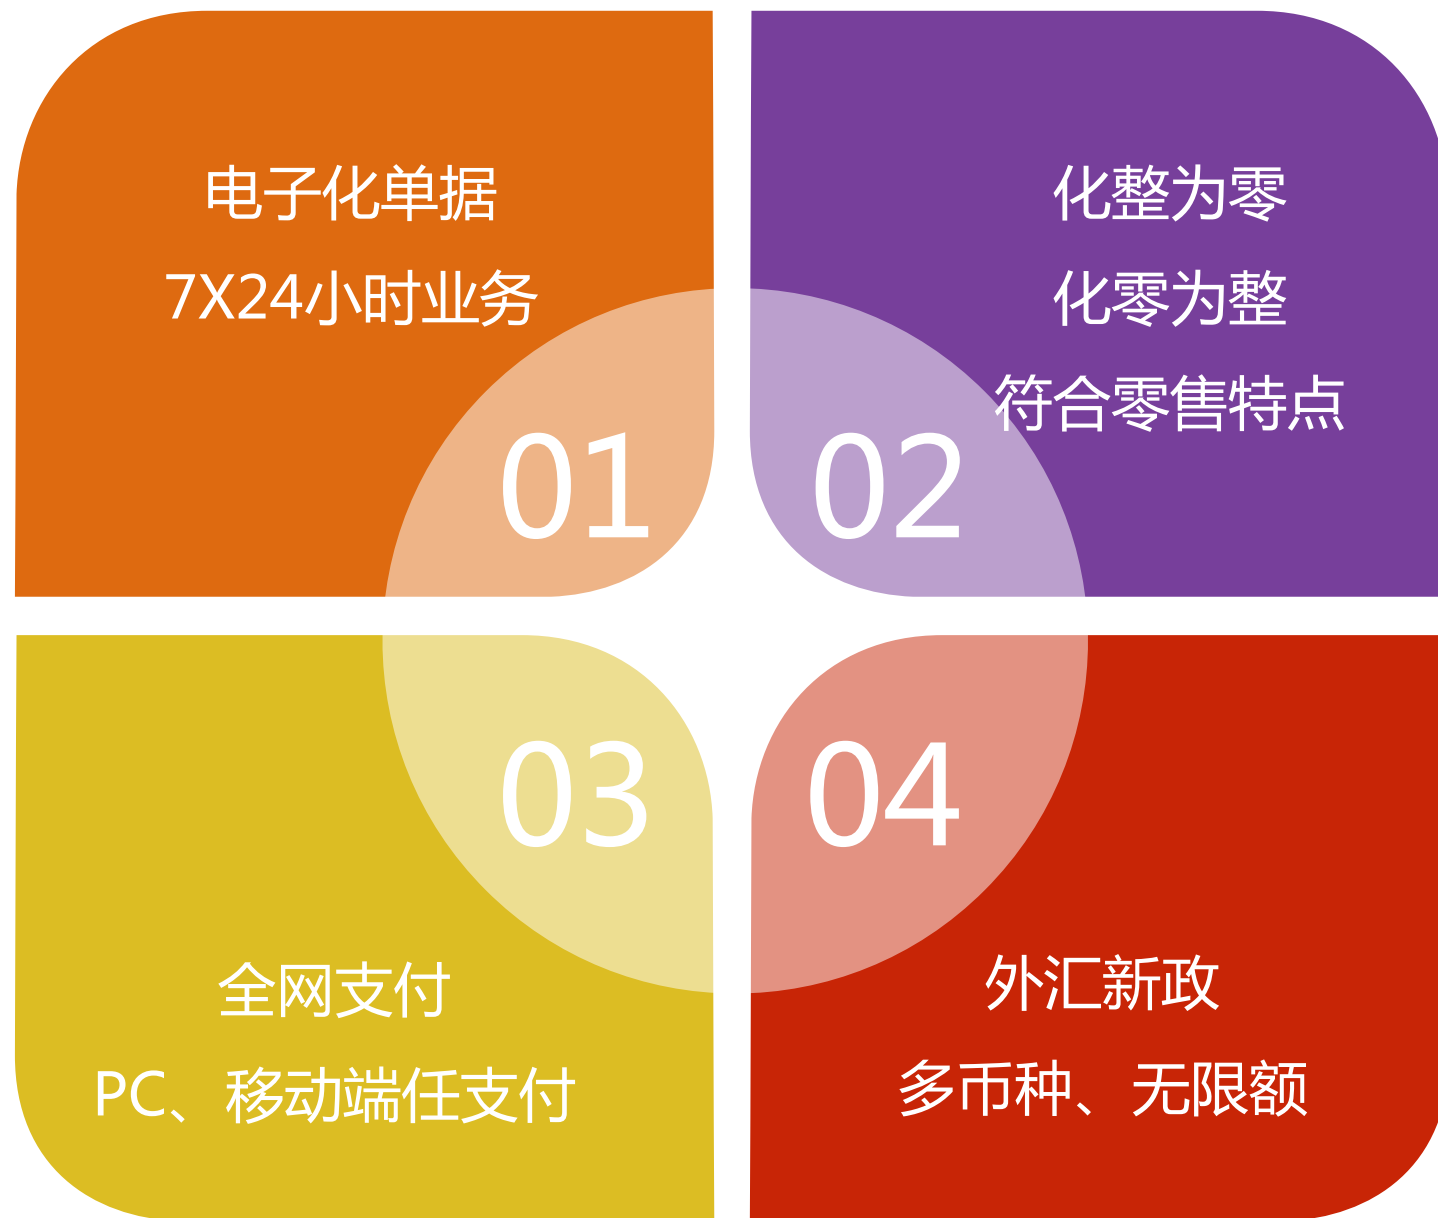 电子化单据
7X24小时业务
01
化整为零
化零为整
符合零售特点
02
03
全网支付
PC、移动端任支付
04
外汇新政
多币种、无限额